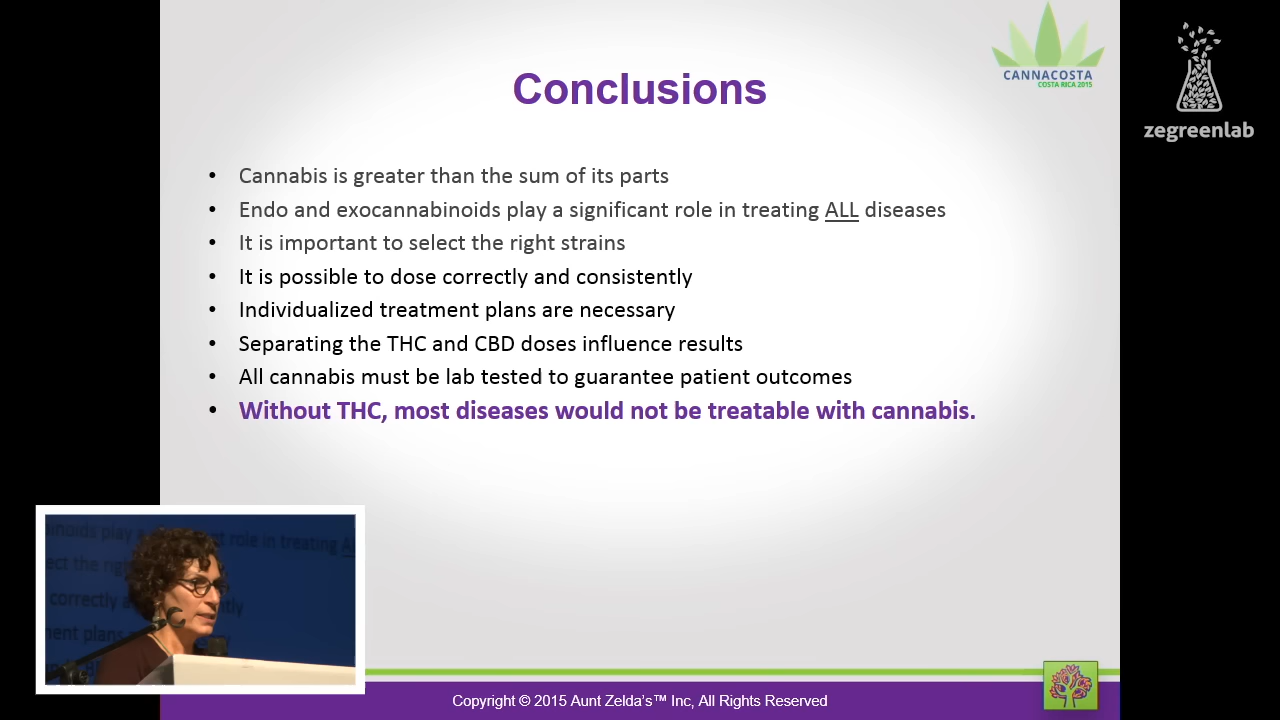 CANNACOSTA
COSTA RICA 2015
zegreenlab
Conclusions
• Cannabis is greater than the sum of its parts
• Endo and exocannabinoids play a significant role in treating ALL diseases
• It is important to select the right strains
• It is possible to dose correctly and consistently
• Individualized treatment plans are necessary
• Separating the THC and CBD doses influence results
• All cannabis must be lab tested to guarantee patient outcomes
• Without THC, most diseases would not be treatable with cannabis.
role in treating
correctly
Copyright © 2015 Aunt Zelda's™ Inc, All Rights Reserved